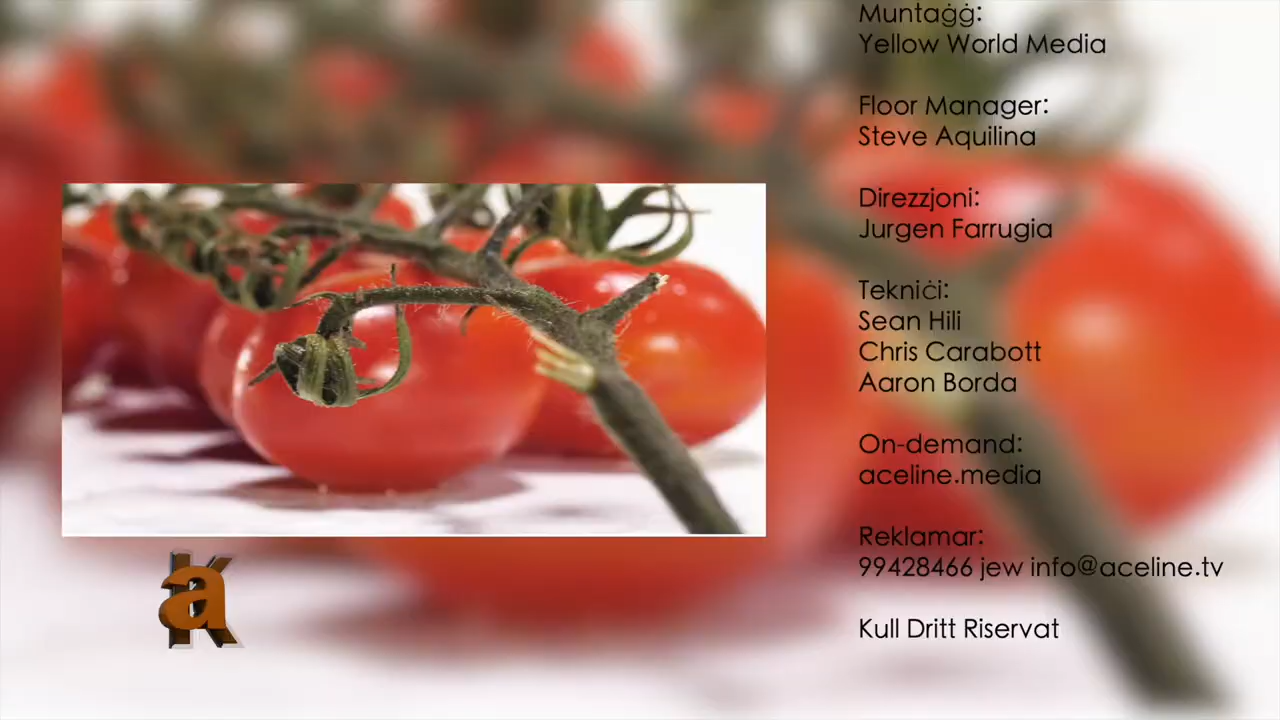 Muntaġġ:
Yellow World Media
Floor Manager:
Steve Aquilina
Direzzjoni:
Jurgen Farrugia
Tekniċi:
Sean Hili
Chris Carabott
Aaron Borda
On-demand:
aceline.media
Reklamar:
99428466 jew info@aceline.tv
Kull Dritt Riservat
aK